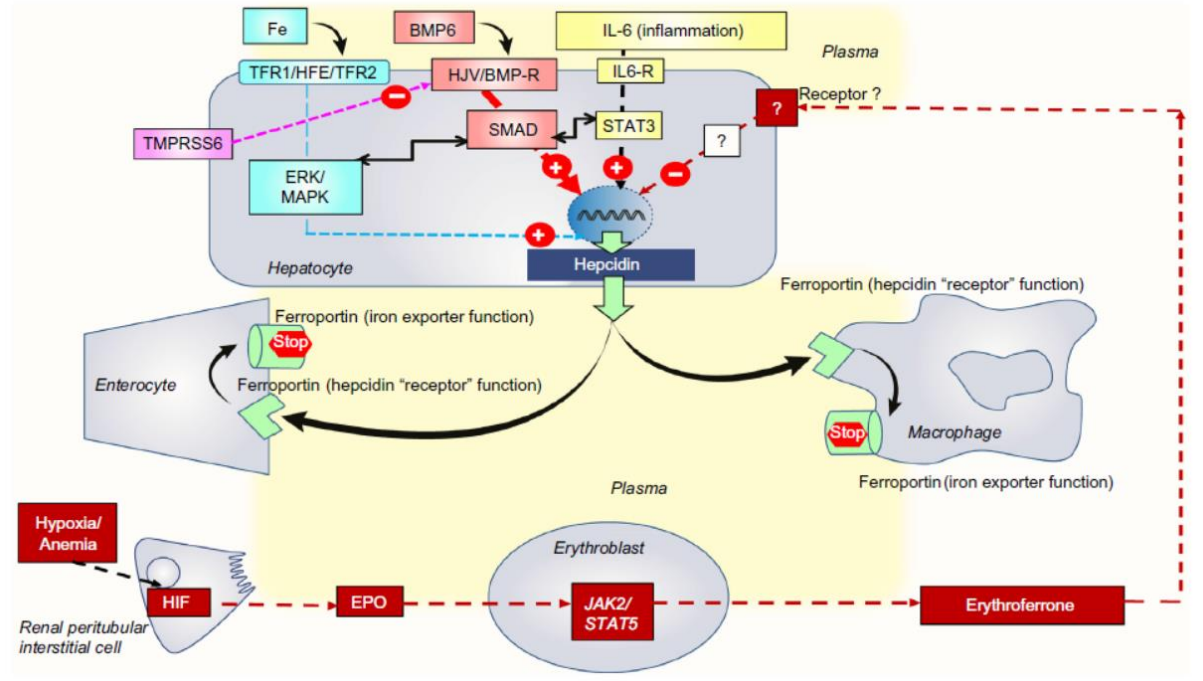 Fe
BMP6
IL-6 (inflammation)
Plasma
TFR1/HFE/TFR2
HJV/BMP-R
IL6-R
?
Receptor ?
TMPRSS6
SMAD
STAT3
?
ERK/
MAPK
Hepatocyte
Hepcidin
Ferroportin (hepcidin “receptor” function)
Ferroportin (iron exporter function)
Stop
Enterocyte
Ferroportin (hepcidin “receptor” function)
Stop
Macrophage
Ferroportin (iron exporter function)
Plasma
Hypoxia/
Anemia
Erythroblast
HIF
EPO
JAK2/
STAT5
Erythroferrone
Renal peritubular
interstitial cell